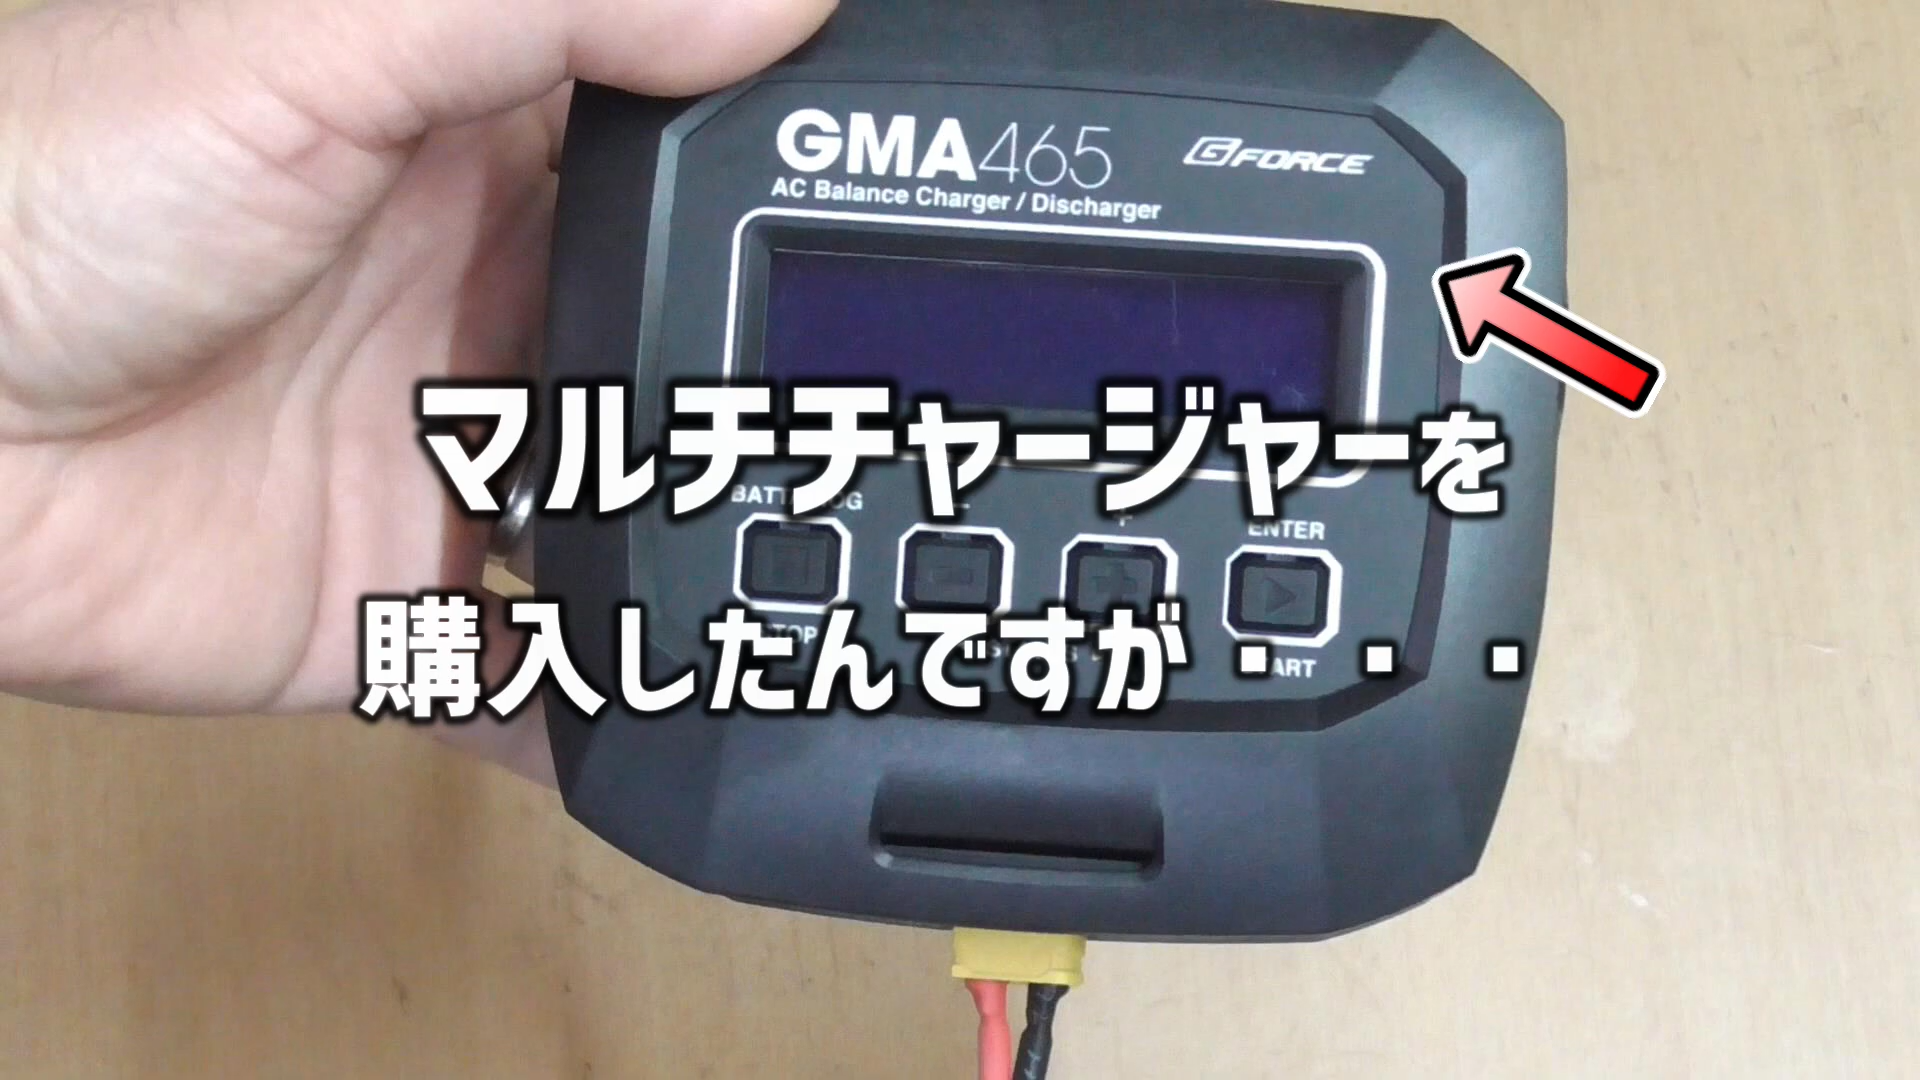 GMA465
G FORCE
AC Balance Charger / Discharger
マルチチャージャーを
ENTER
購入したんですが・・・